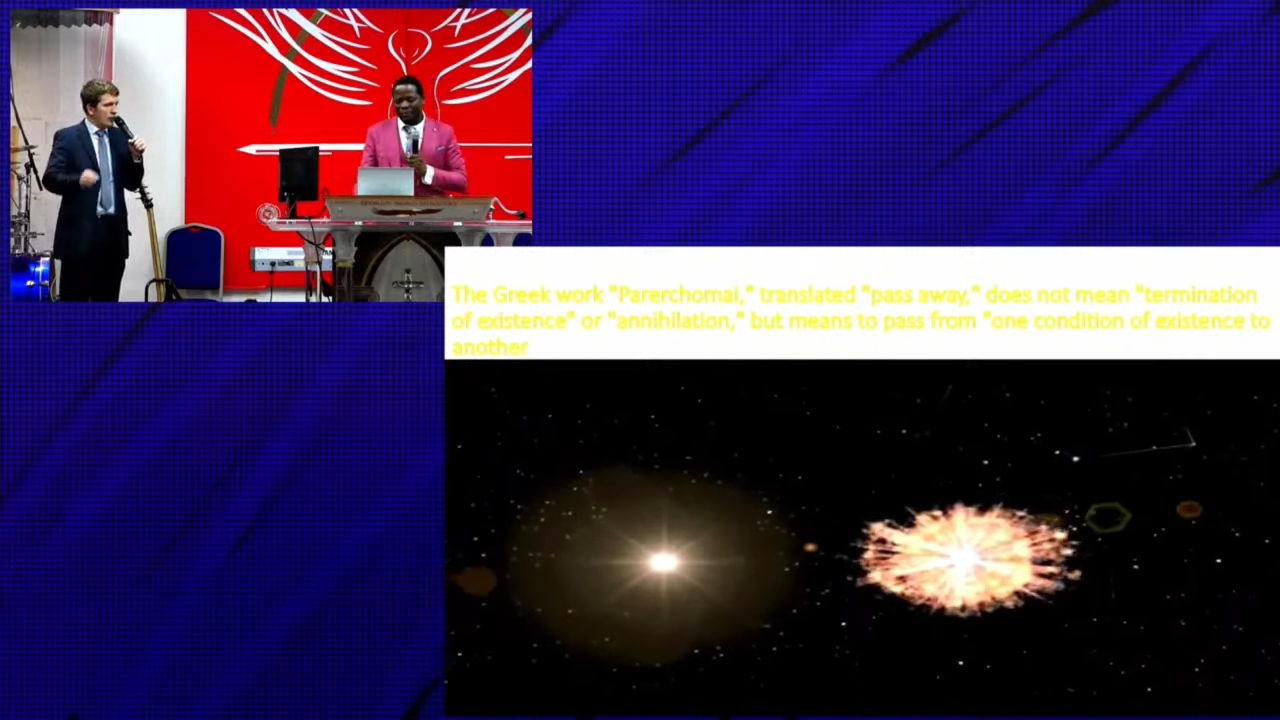 The Greek work "Parerchomai," translated "pass away," does not mean "termination
of existence" or "annihilation," but means to pass from "one condition of existence to
another